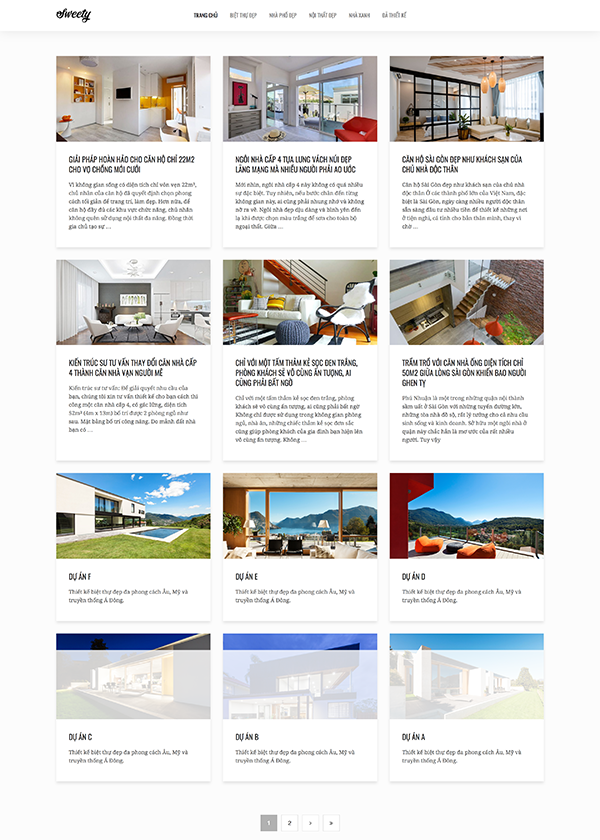 Sweety
TRANG CHỦ BIỆT THỰ ĐẸP NHÀ PHỐ ĐẸP NỘI THẤT ĐẸP NHÀ XANH ĐÃ THIẾT KẾ
GIẢI PHÁP HOÀN HẢO CHO CĂN HỘ CHỈ 22M2
CHO VỢ CHỒNG MỚI CƯỚI
Vì không gian sống có diện tích chỉ vỏn vẹn 22m²,
chủ nhân của căn hộ đã quyết định chọn phong
cách tối giản để trang trí, làm đẹp. Hơn nữa, để
căn hộ đầy đủ các khu vực chức năng, chủ nhân
không quên sử dụng nội thất đa năng. Đồng thời
gia chủ tạo sự ...
NGÔI NHÀ CẤP 4 TỰA LƯNG VÁCH NÚI ĐẸP
LÃNG MẠN MÀ NHIỀU NGƯỜI PHẢI AO ƯỚC
Mới nhìn, ngôi nhà cấp 4 này không có quá nhiều
sự đặc biệt. Tuy nhiên, nếu bước chân đến từng
không gian này, ai cũng phải nhung nhớ và không
nỡ ra về. Ngôi nhà đẹp dịu dàng và bình yên đến
lạ khi được chọn màu trắng để sơn cho toàn bộ
ngoại thất. Giữa ...
CĂN HỘ SÀI GÒN ĐẸP NHƯ KHÁCH SẠN CỦA
CHỦ NHÀ ĐỘC THÂN
Căn hộ Sài Gòn đẹp như khách sạn của chủ nhà
độc thân Ở các thành phố lớn của Việt Nam, đặc
biệt là Sài Gòn, ngày càng nhiều người độc thân
sẵn sàng đầu tư nhiều tiền để thiết kế những nơi
ở tiện nghi, cá tính cho bản thân mình, thay vì
chờ ...
KIẾN TRÚC SƯ TƯ VẤN THAY ĐỔI CĂN NHÀ CẤP
4 THÀNH CĂN NHÀ VẠN NGƯỜI MÊ
Kiến trúc sư tư vấn: Để giải quyết nhu cầu của
bạn, chúng tôi xin tư vấn thiết kế cho bạn cách thi
công một căn nhà cấp 4, có gác lửng, diện tích
52m² (4m x 13m) bố trí được 2 phòng ngủ như
sau. Mặt bằng bố trí công năng. Do mảnh đất nhà
bạn có ...
CHỈ VỚI MỘT TẤM THẢM KẺ SỌC ĐEN TRẮNG,
PHÒNG KHÁCH SẼ VÔ CÙNG ẤN TƯỢNG, AI
CŨNG PHẢI BẤT NGỜ
Chỉ với một tấm thảm kẻ sọc đen trắng, phòng
khách sẽ vô cùng ấn tượng, ai cũng phải bất ngờ
Không chỉ được sử dụng trong không gian phòng
ngủ, nhà ăn, những chiếc thảm kẻ sọc đơn sắc
cũng giúp phòng khách của gia đình bạn hiện lên
vô cùng ấn tượng. Không ...
TRẦM TRỒ VỚI CĂN NHÀ ỐNG DIỆN TÍCH CHỈ
50M2 GIỮA LÒNG SÀI GÒN KHIẾN BAO NGƯỜI
GHEN TỴ
Phú Nhuận là một trong những quận nội thành
sầm uất ở Sài Gòn với những tuyến đường lớn,
những tòa nhà đồ sộ, rất lý tưởng cho cả nhu cầu
sinh sống và kinh doanh. Sở hữu một ngôi nhà ở
quận này chắc hẳn là mơ ước của rất nhiều
người. Tuy vậy
DỰ ÁN F
Thiết kế biệt thự đẹp đa phong cách Âu, Mỹ và
truyền thống Á Đông.
DỰ ÁN E
Thiết kế biệt thự đẹp đa phong cách Âu, Mỹ và
truyền thống Á Đông.
DỰ ÁN D
Thiết kế biệt thự đẹp đa phong cách Âu, Mỹ và
truyền thống Á Đông.
DỰ ÁN C
Thiết kế biệt thự đẹp đa phong cách Âu, Mỹ và
truyền thống Á Đông.
DỰ ÁN B
Thiết kế biệt thự đẹp đa phong cách Âu, Mỹ và
truyền thống Á Đông.
DỰ ÁN A
Thiết kế biệt thự đẹp đa phong cách Âu, Mỹ và
truyền thống Á Đông.
1 2 › »